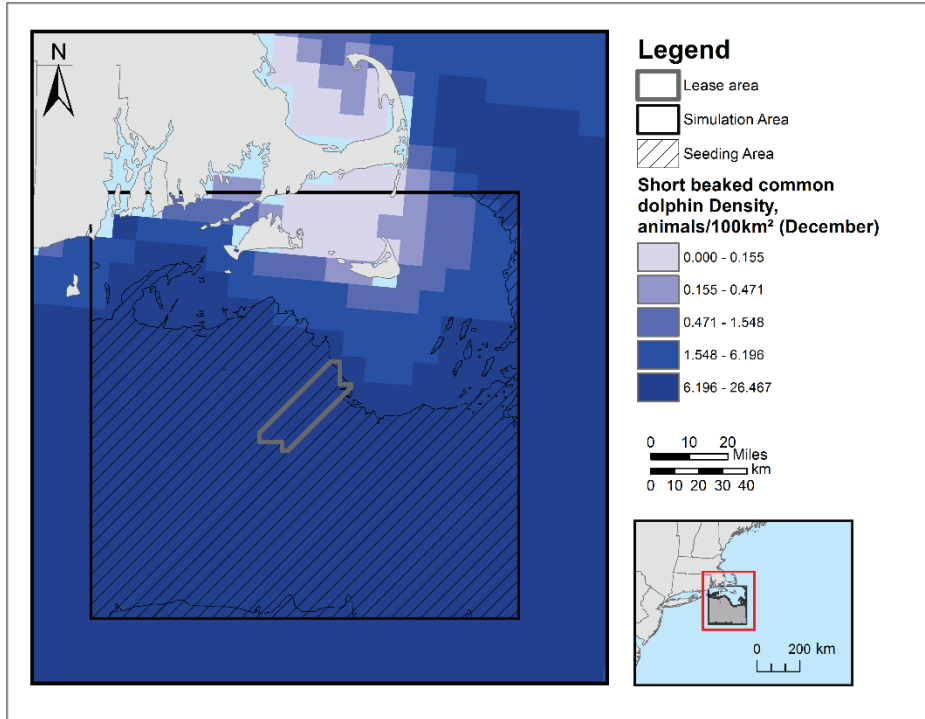 N
Legend
Lease area
Simulation Area
Seeding Area
Short beaked common
dolphin Density,
animals/100km² (December)
0.000 - 0.155
0.155 - 0.471
0.471 - 1.548
1.548 - 6.196
6.196 - 26.467
0 10 20
Miles
km
0 10 20 30 40
0 200 km